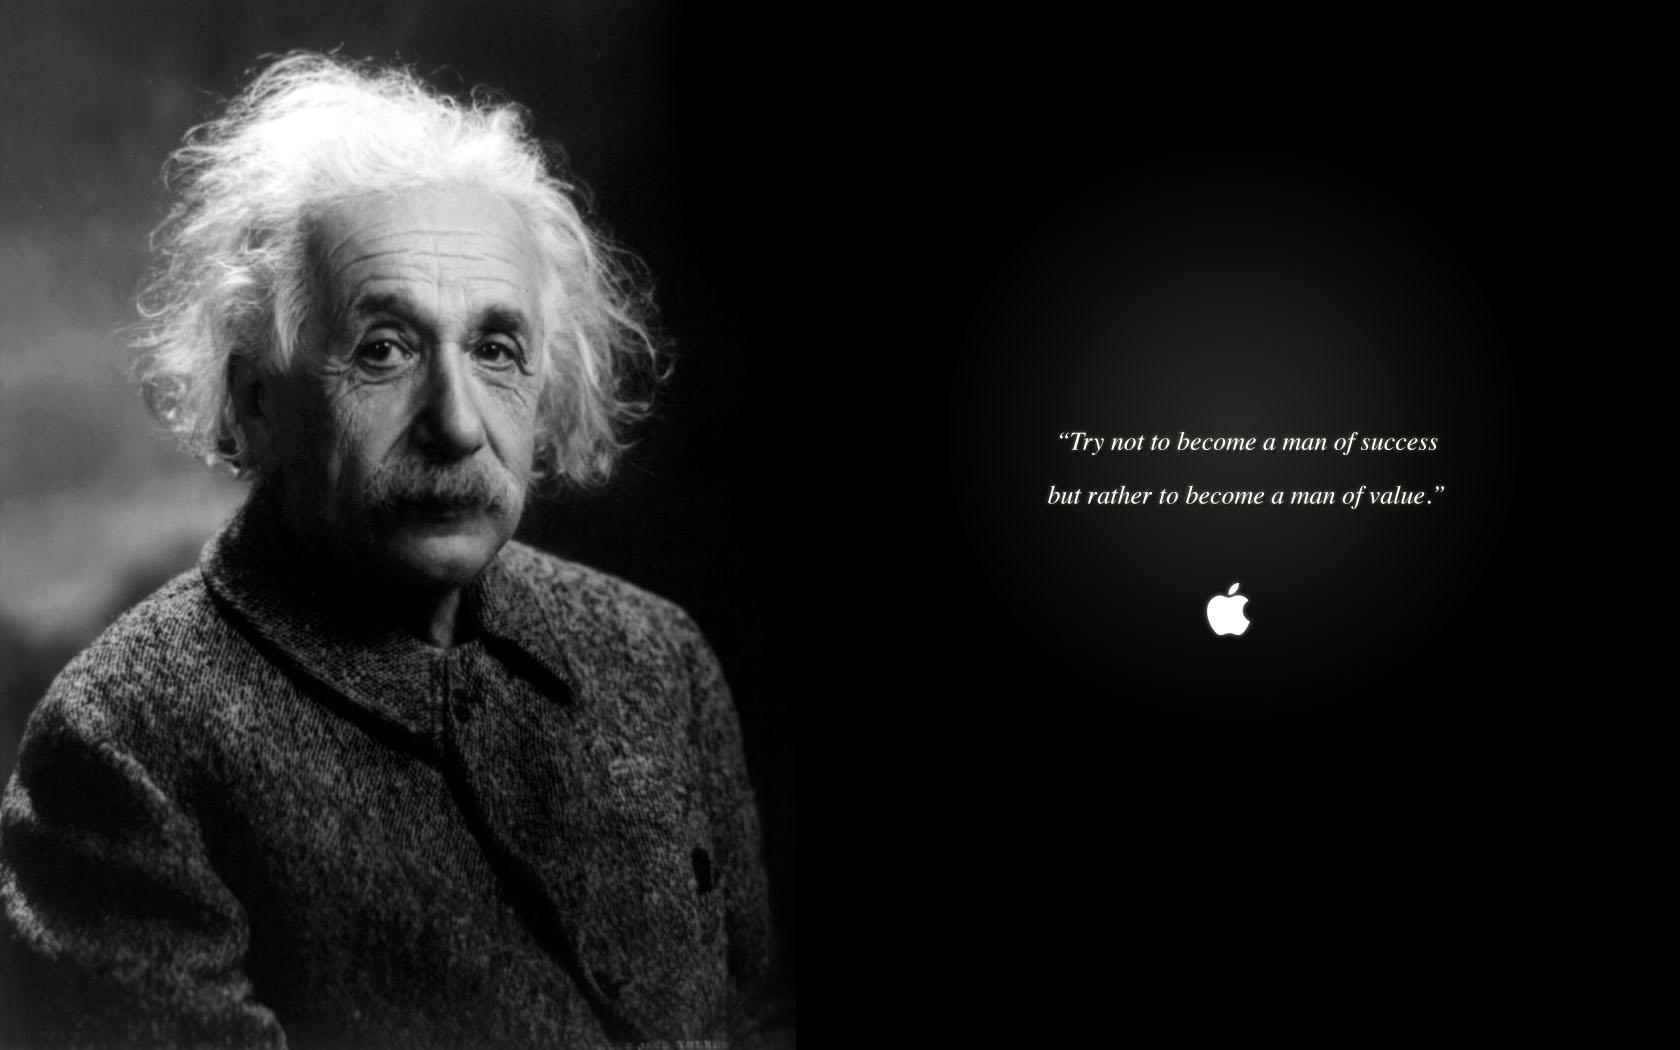 “Try not to become a man of success
but rather to become a man of value.”